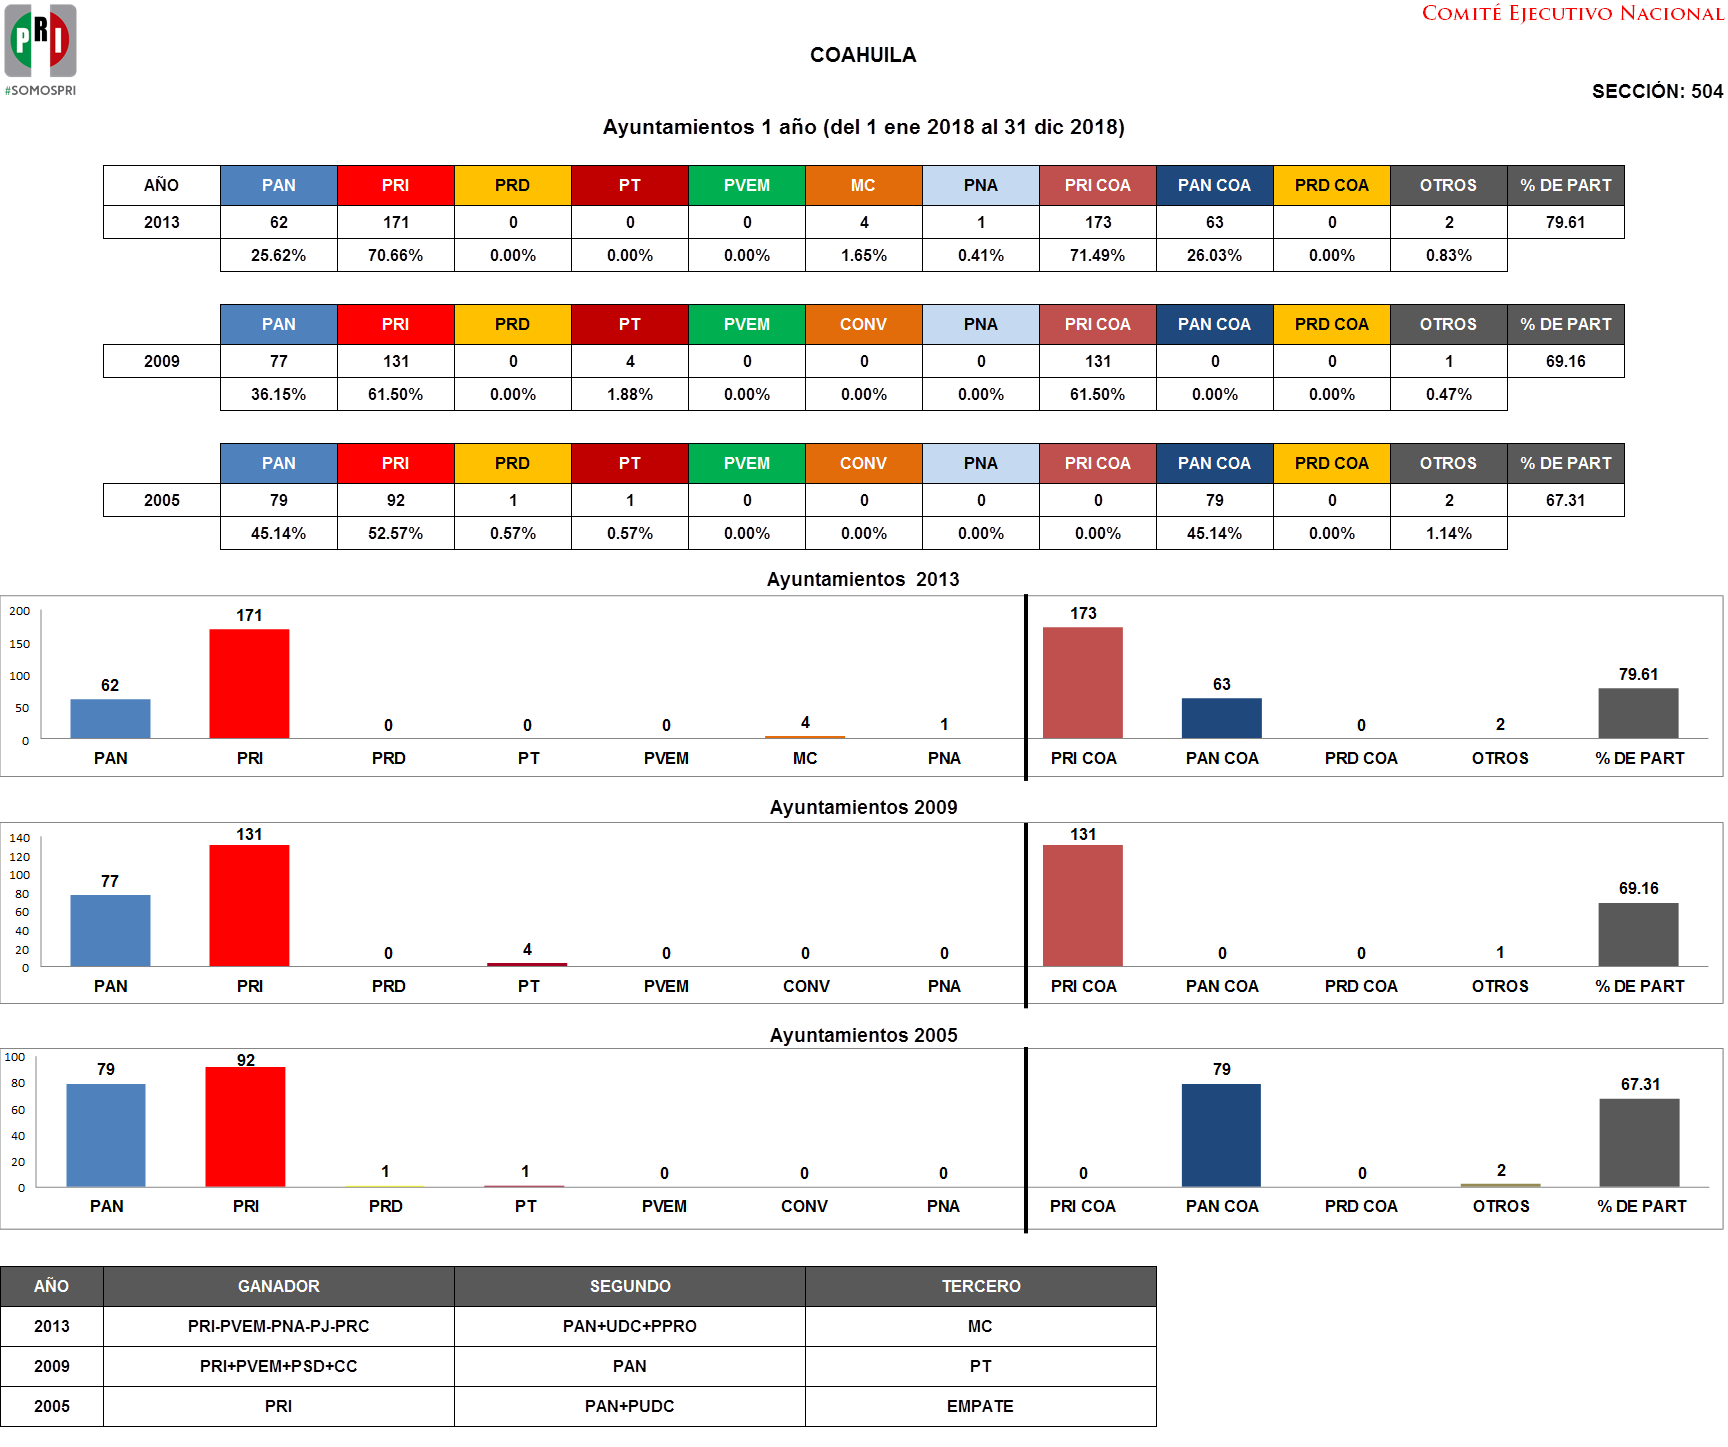 COMITÉ EJECUTIVO NACIONAL
PRI
#SOMOSPRI
COAHUILA
SECCIÓN: 504
Ayuntamientos 1 año (del 1 ene 2018 al 31 dic 2018)
AÑO PAN PRI PRD PT PVEM MC PNA PRI COA PAN COA PRD COA OTROS % DE PART
2013 62 171 0 0 0 4 1 173 63 0 2 79.61
25.62% 70.66% 0.00% 0.00% 0.00% 1.65% 0.41% 71.49% 26.03% 0.00% 0.83%
PAN PRI PRD PT PVEM CONV PNA PRI COA PAN COA PRD COA OTROS % DE PART
2009 77 131 0 4 0 0 0 131 0 0 1 69.16
36.15% 61.50% 0.00% 1.88% 0.00% 0.00% 0.00% 61.50% 0.00% 0.00% 0.47%
PAN PRI PRD PT PVEM CONV PNA PRI COA PAN COA PRD COA OTROS % DE PART
2005 79 92 1 1 0 0 0 0 79 0 2 67.31
45.14% 52.57% 0.57% 0.57% 0.00% 0.00% 0.00% 0.00% 45.14% 0.00% 1.14%
Ayuntamientos 2013
200
150
100
50
0
62 171 0 0 0 4 1 173 63 0 2 79.61
PAN PRI PRD PT PVEM MC PNA PRI COA PAN COA PRD COA OTROS % DE PART
Ayuntamientos 2009
140
120
100
80
60
40
20
0
77 131 0 4 0 0 0 131 0 0 1 69.16
PAN PRI PRD PT PVEM CONV PNA PRI COA PAN COA PRD COA OTROS % DE PART
Ayuntamientos 2005
100
80
60
40
20
0
79 92 1 1 0 0 0 0 79 0 2 67.31
PAN PRI PRD PT PVEM CONV PNA PRI COA PAN COA PRD COA OTROS % DE PART
AÑO GANADOR SEGUNDO TERCERO
2013 PRI-PVEM-PNA-PJ-PRC PAN+UDC+PPRO MC
2009 PRI+PVEM+PSD+CC PAN PT
2005 PRI PAN+PUDC EMPATE